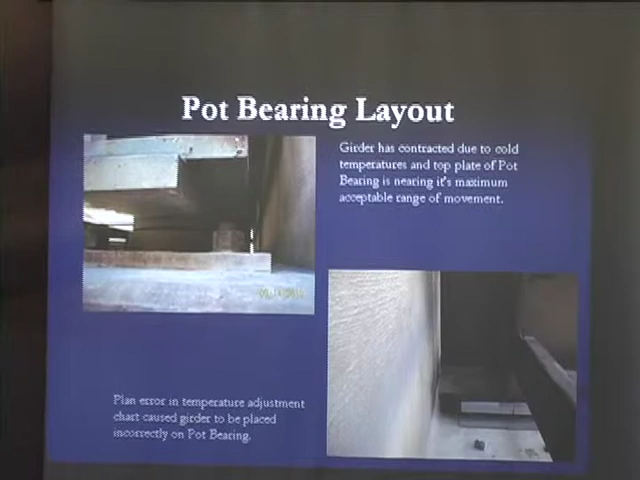 Pot Bearing Layout
Girder has contracted due to cold
temperatures and top plate of Pot
Bearing is nearing it's maximum
acceptable range of movement.
Plan error in temperature adjustment
chart caused girder to be placed
incorrectly on Pot Bearing.